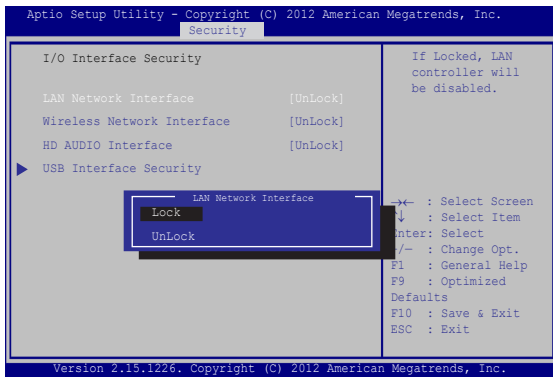 Aptio Setup Utility - Copyright (C) 2012 American Megatrends, Inc.
Security
I/O Interface Security
LAN Network Interface [UnLock]
Wireless Network Interface [UnLock]
HD AUDIO Interface [UnLock]
USB Interface Security
If Locked, LAN
controller will
be disabled.
LAN Network Interface
Lock
UnLock
→← : Select Screen
↓ : Select Item
nter: Select
/— : Change Opt.
F1 : General Help
F9 : Optimized
Defaults
F10 : Save & Exit
ESC : Exit
Version 2.15.1226. Copyright (C) 2012 American Megatrends, Inc.